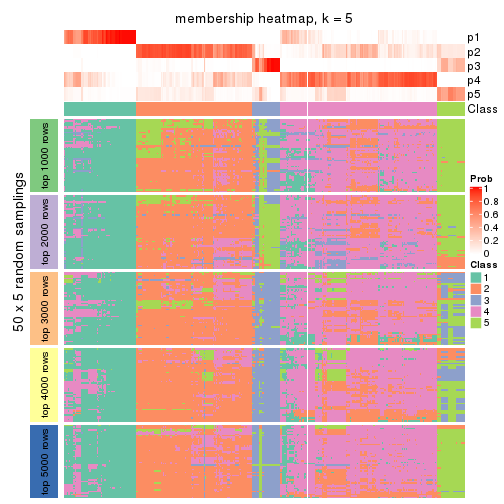 membership heatmap, k = 5
p1
p2
p3
p4
p5
Class
50 x 5 random samplings
top 1000 rows
top 2000 rows
top 3000 rows
top 4000 rows
top 5000 rows
Prob
1
0.8
0.6
0.4
0.2
0
Class
1
2
3
4
5